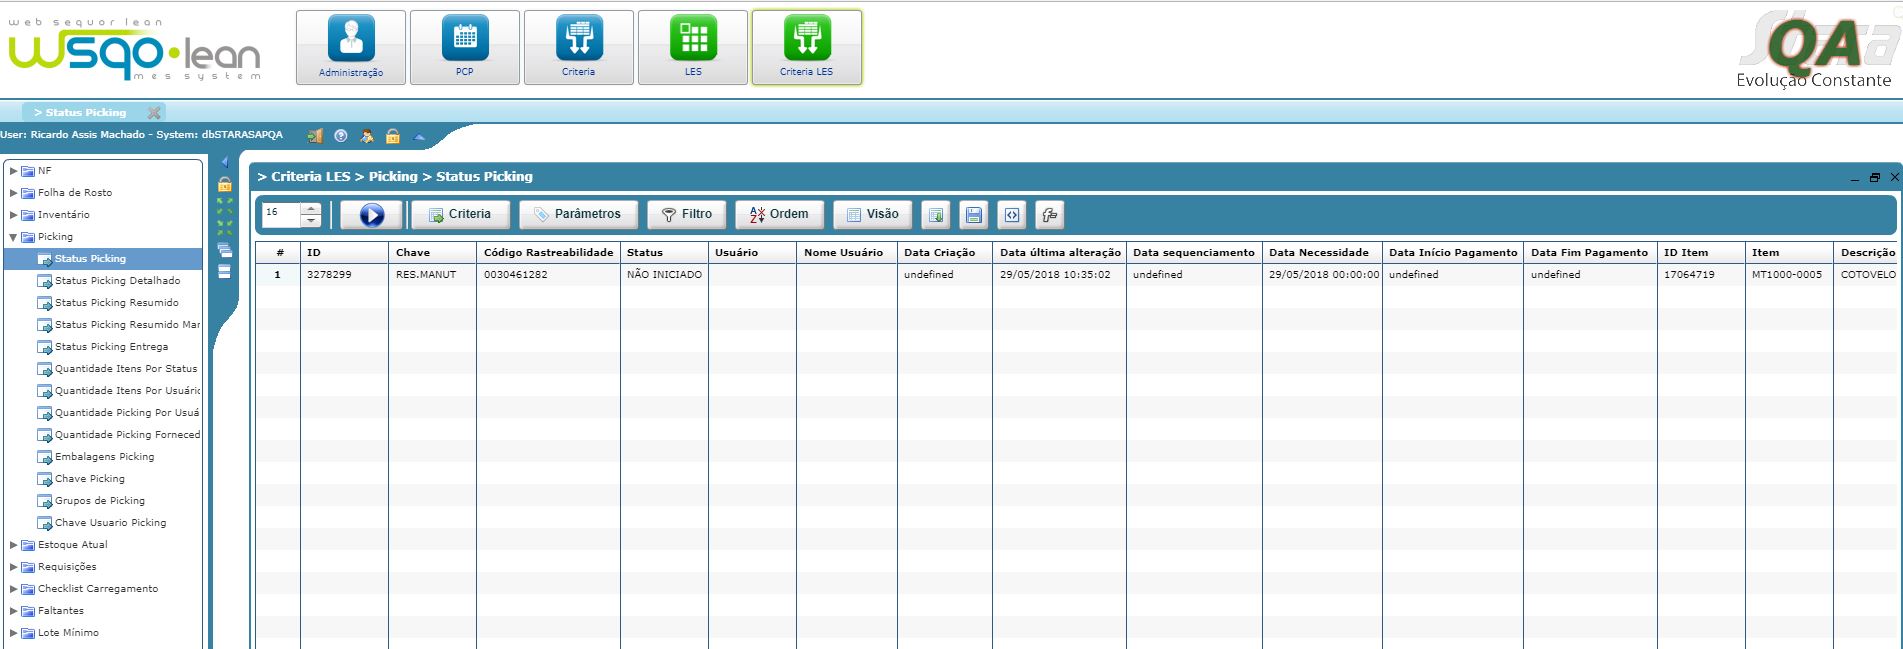 web sequor lean
wsqo•lean
mes system
Administração
PCP
Criteria
LES
Criteria LES
QA
Evolução Constante
> Status Picking
User: Ricardo Assis Machado - System: dbSTARASAPQA
NF
Folha de Rosto
Inventário
Picking
Status Picking
Status Picking Detalhado
Status Picking Resumido
Status Picking Resumido Mar
Status Picking Entrega
Quantidade Itens Por Status
Quantidade Itens Por Usuári
Quantidade Picking Por Usuá
Quantidade Picking Forneced
Embalagens Picking
Chave Picking
Grupos de Picking
Chave Usuario Picking
Estoque Atual
Requisições
Checklist Carregamento
Faltantes
Lote Mínimo
> Criteria LES > Picking > Status Picking
16 Criteria Parâmetros Filtro Ordem Visão
# ID Chave Código Rastreabilidade Status Usuário Nome Usuário Data Criação Data última alteração Data sequenciamento Data Necessidade Data Início Pagamento Data Fim Pagamento ID Item Item Descrição
1 3278299 RES.MANUT 0030461282 NÃO INICIADO undefined 29/05/2018 10:35:02 undefined 29/05/2018 00:00:00 undefined undefined 17064719 MT1000-0005 COTOVELO